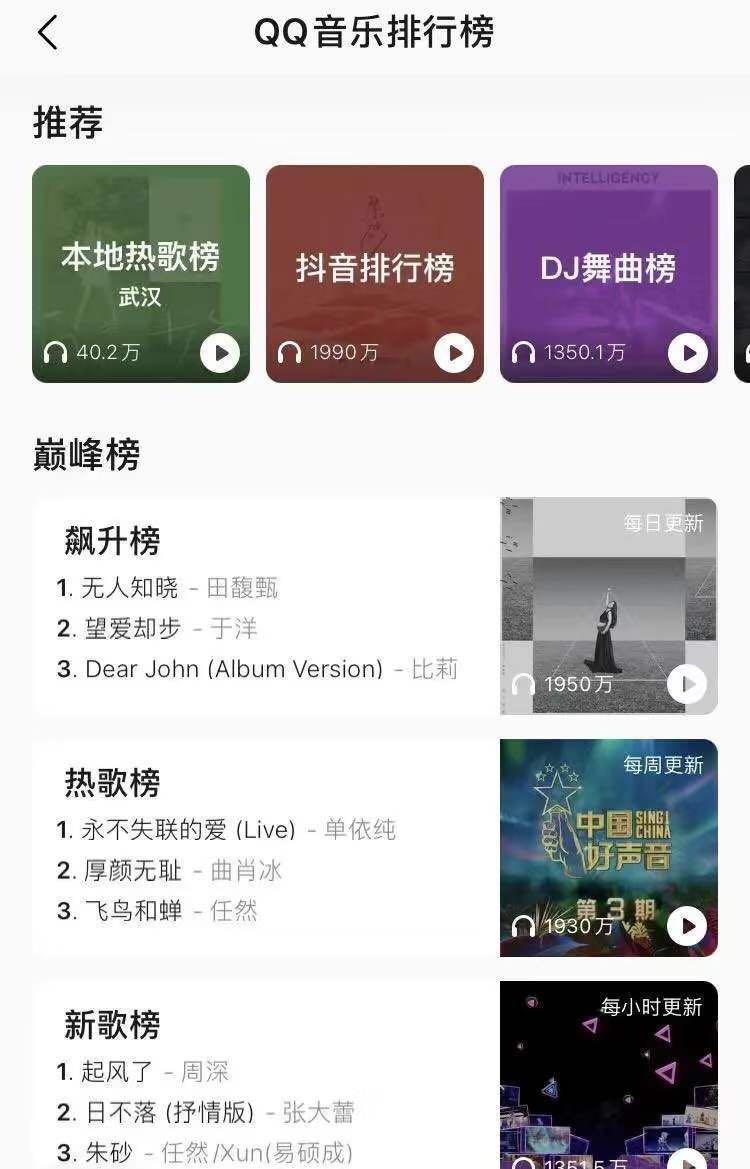 QQ音乐排行榜
推荐
本地热歌榜
武汉
40.2万
抖音排行榜
1990万
INTELLIGENCY
DJ舞曲榜
1350.1万
巅峰榜
飙升榜
1. 无人知晓 - 田馥甄
2. 望爱却步 - 于洋
3. Dear John (Album Version) - 比莉
每日更新
1950万
热歌榜
1. 永不失联的爱 (Live) - 单依纯
2. 厚颜无耻 - 曲肖冰
3. 飞鸟和蝉 - 任然
每周更新
中国好声音
SING! CHINA
第3期
1930万
新歌榜
1. 起风了 - 周深
2. 日不落 (抒情版) - 张大蕾
3. 朱砂 - 任然/Xun(易硕成)
每小时更新
1351.5万